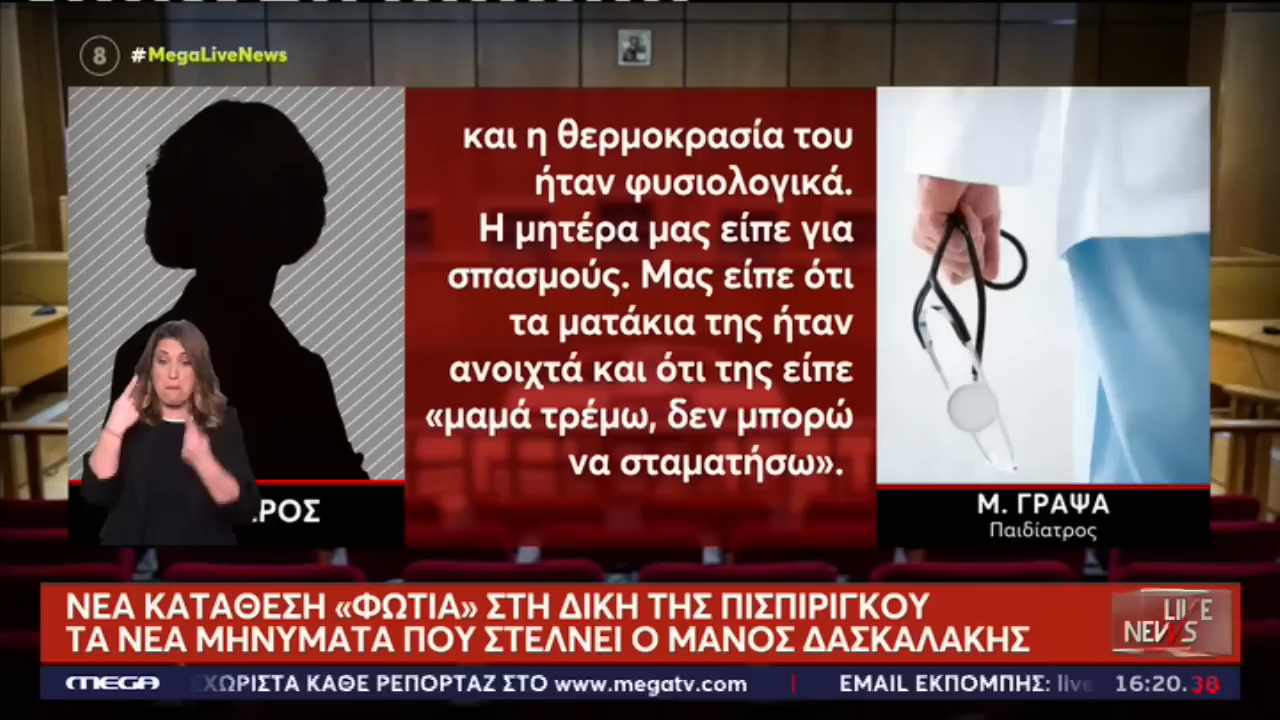 8 #MegaLiveNews
και η θερμοκρασία του
ήταν φυσιολογικά.
Η μητέρα μας είπε για
σπασμούς. Μας είπε ότι
τα ματάκια της ήταν
ανοιχτά και ότι της είπε
«μαμά τρέμω, δεν μπορώ
να σταματήσω».
Μ. ΓΡΑΨΑ
Παιδίατρος
ΝΕΑ ΚΑΤΑΘΕΣΗ «ΦΩΤΙΑ» ΣΤΗ ΔΙΚΗ ΤΗΣ ΠΙΣΠΙΡΙΓΚΟΥ
ΤΑ ΝΕΑ ΜΗΝΥΜΑΤΑ ΠΟΥ ΣΤΕΛΝΕΙ Ο ΜΑΝΟΣ ΔΑΣΚΑΛΑΚΗΣ
LIVE
NEWS
MEGA ΧΩΡΙΣΤΑ ΚΑΘΕ ΡΕΠΟΡΤΑΖ ΣΤΟ www.megatv.com | EMAIL ΕΚΠΟΜΠΗΣ: live 16:20.38